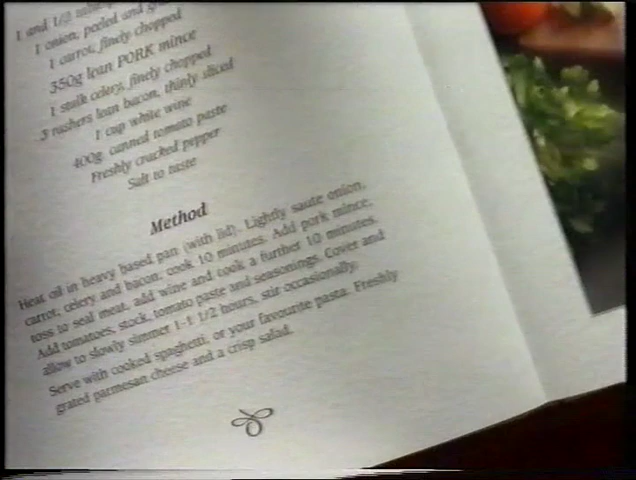 1 and 1/2 tables
1 onion, peeled and
1 carrot, finely chopped
350g lean PORK mince
1 stalk celery, finely chopped
3 rashers lean bacon, thinly sliced
1 cup white wine
400g canned tomato paste
Freshly cracked pepper
Salt to taste
Method
Heat oil in heavy based pan (with lid). Lightly saute onion,
carrot, celery and bacon, cook 10 minutes. Add pork mince;
toss to seal meat, add wine and cook a further 10 minutes.
Add tomatoes, stock, tomato paste and seasonings. Cover and
allow to slowly simmer 1-1 1/2 hours, stir occasionally.
Serve with cooked spaghetti, or your favourite pasta. Freshly
grated parmesan cheese and a crisp salad.